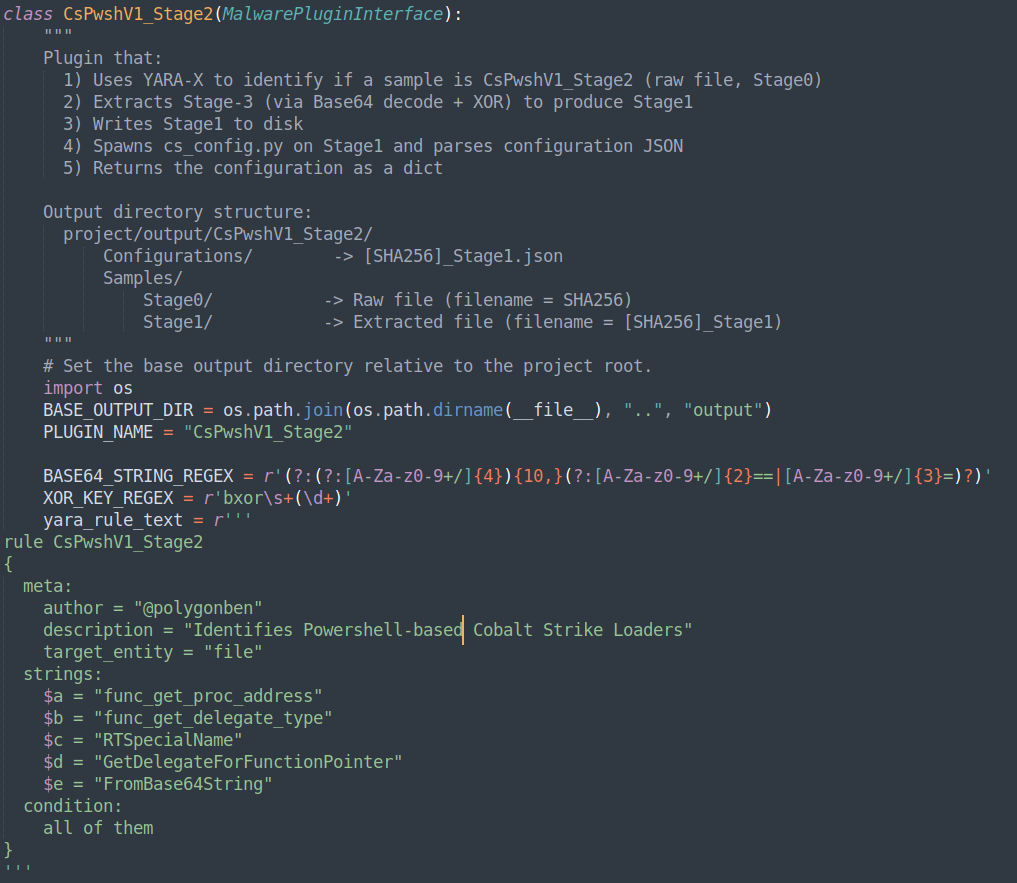 class CsPwshV1_Stage2(MalwarePluginInterface):
    """
    Plugin that:
      1) Uses YARA-X to identify if a sample is CsPwshV1_Stage2 (raw file, Stage0)
      2) Extracts Stage-3 (via Base64 decode + XOR) to produce Stage1
      3) Writes Stage1 to disk
      4) Spawns cs_config.py on Stage1 and parses configuration JSON
      5) Returns the configuration as a dict

    Output directory structure:
      project/output/CsPwshV1_Stage2/
          Configurations/        -> [SHA256]_Stage1.json
          Samples/
              Stage0/           -> Raw file (filename = SHA256)
              Stage1/           -> Extracted file (filename = [SHA256]_Stage1)
    """
    # Set the base output directory relative to the project root.
    import os
    BASE_OUTPUT_DIR = os.path.join(os.path.dirname(__file__), "..", "output")
    PLUGIN_NAME = "CsPwshV1_Stage2"

    BASE64_STRING_REGEX = r'(?:(?:[A-Za-z0-9+/]{4}){10,}(?:[A-Za-z0-9+/]{2}==|[A-Za-z0-9+/]{3}=)?)'
    XOR_KEY_REGEX = r'bxor\s+(\d+)'
    yara_rule_text = r'''
rule CsPwshV1_Stage2
{
  meta:
    author = "@polygonben"
    description = "Identifies Powershell-based Cobalt Strike Loaders"
    target_entity = "file"
  strings:
    $a = "func_get_proc_address"
    $b = "func_get_delegate_type"
    $c = "RTSpecialName"
    $d = "GetDelegateForFunctionPointer"
    $e = "FromBase64String"
  condition:
    all of them
}
'''